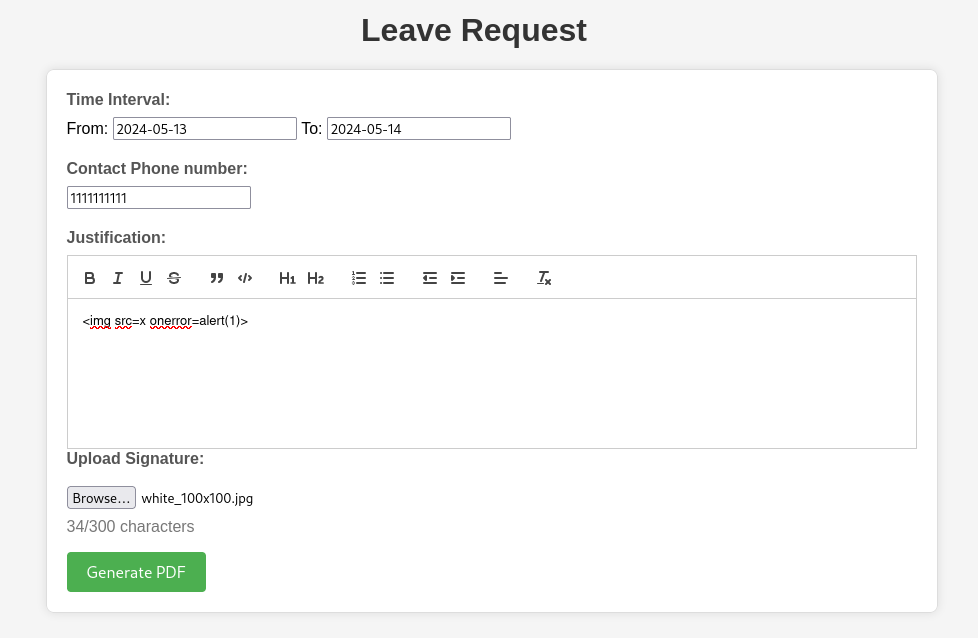 Leave Request
Time Interval:
From: 2024-05-13 To: 2024-05-14
Contact Phone number:
1111111111
Justification:
B I U S ” </> H1 H2
<img src=x onerror=alert(1)>
Upload Signature:
Browse... white_100x100.jpg
34/300 characters
Generate PDF